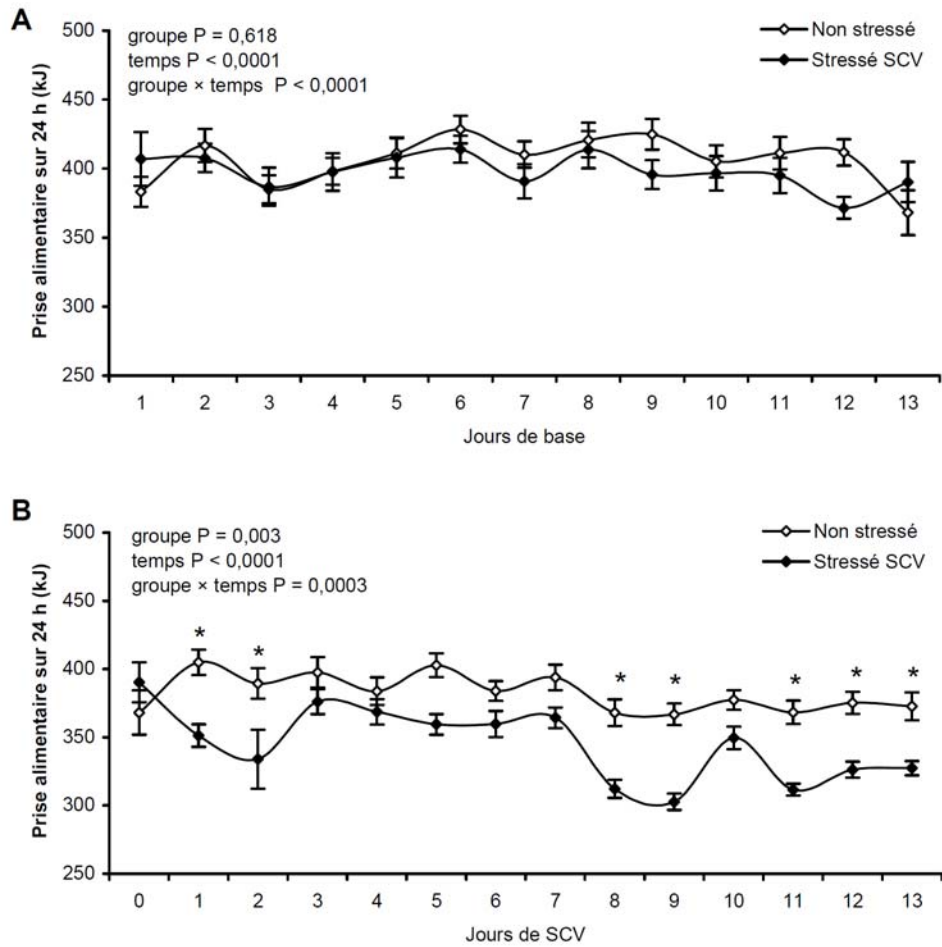 A
groupe P = 0,618
temps P < 0,0001
groupe × temps P < 0,0001
Non stressé
Stressé SCV
Prise alimentaire sur 24 h (kJ)
500
450
400
350
300
250
1 2 3 4 5 6 7 8 9 10 11 12 13
Jours de base
B
groupe P = 0,003
temps P < 0,0001
groupe × temps P = 0,0003
Non stressé
Stressé SCV
Prise alimentaire sur 24 h (kJ)
500
450
400
350
300
250
* * * * * * *
0 1 2 3 4 5 6 7 8 9 10 11 12 13
Jours de SCV